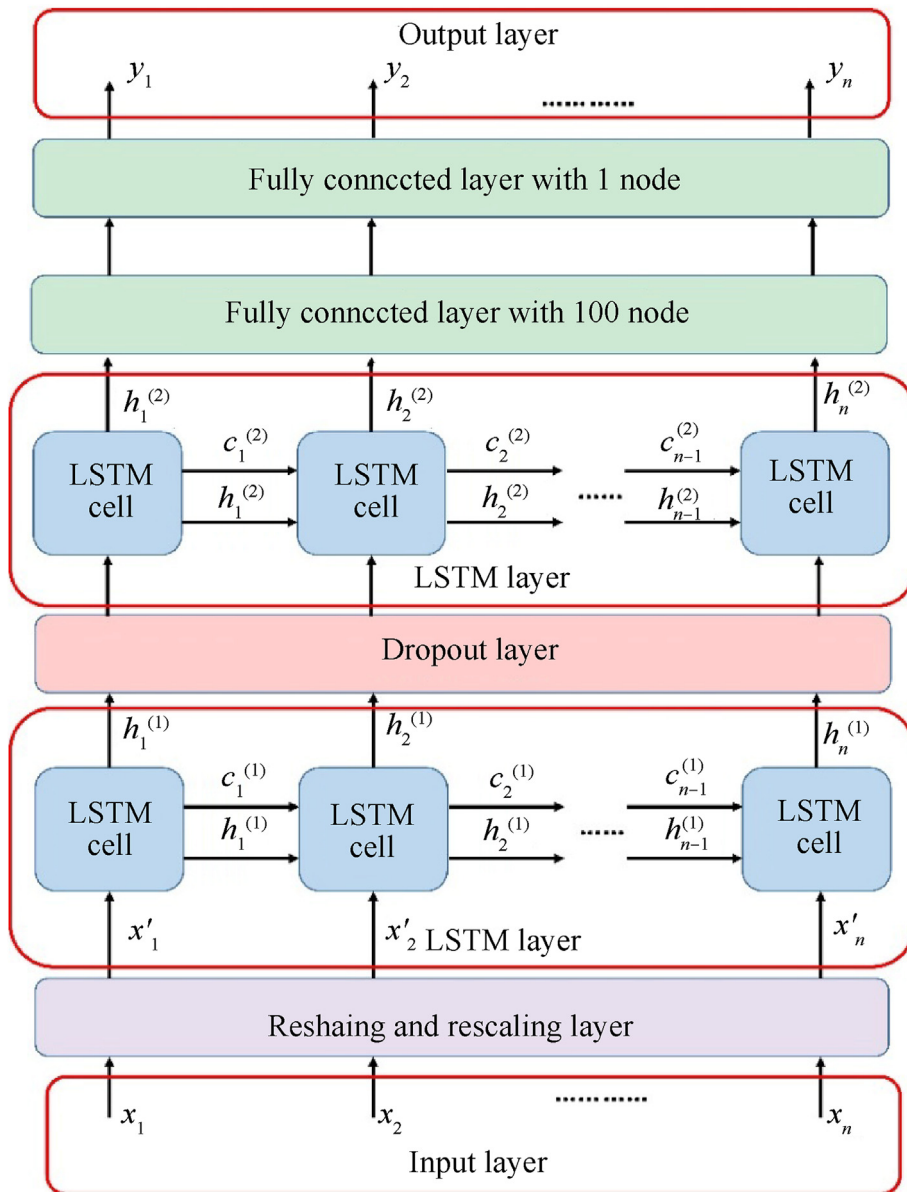 Output layer
y₁ y₂ ........ ........ yₙ
Fully connccted layer with 1 node
Fully connccted layer with 100 node
h₁⁽²⁾ h₂⁽²⁾ hₙ⁽²⁾
c₁⁽²⁾ c₂⁽²⁾ cₙ₋₁⁽²⁾
LSTM cell LSTM cell LSTM cell
h₁⁽²⁾ h₂⁽²⁾ ...... hₙ₋₁⁽²⁾
LSTM layer
Dropout layer
h₁⁽¹⁾ h₂⁽¹⁾ hₙ⁽¹⁾
c₁⁽¹⁾ c₂⁽¹⁾ cₙ₋₁⁽¹⁾
LSTM cell LSTM cell LSTM cell
h₁⁽¹⁾ h₂⁽¹⁾ ...... hₙ₋₁⁽¹⁾
x′₁ x′₂ LSTM layer x′ₙ
Reshaing and rescaling layer
x₁ x₂ ........ ........ xₙ
Input layer